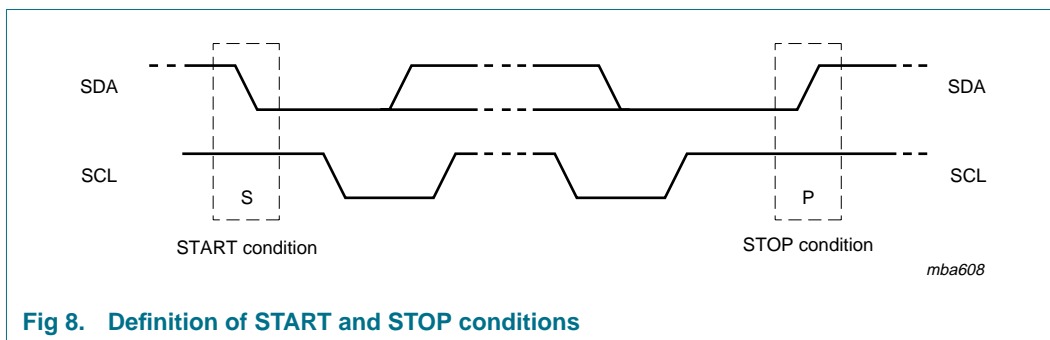 SDA
SDA
SCL
SCL
S
P
START condition
STOP condition
mba608
Fig 8. Definition of START and STOP conditions